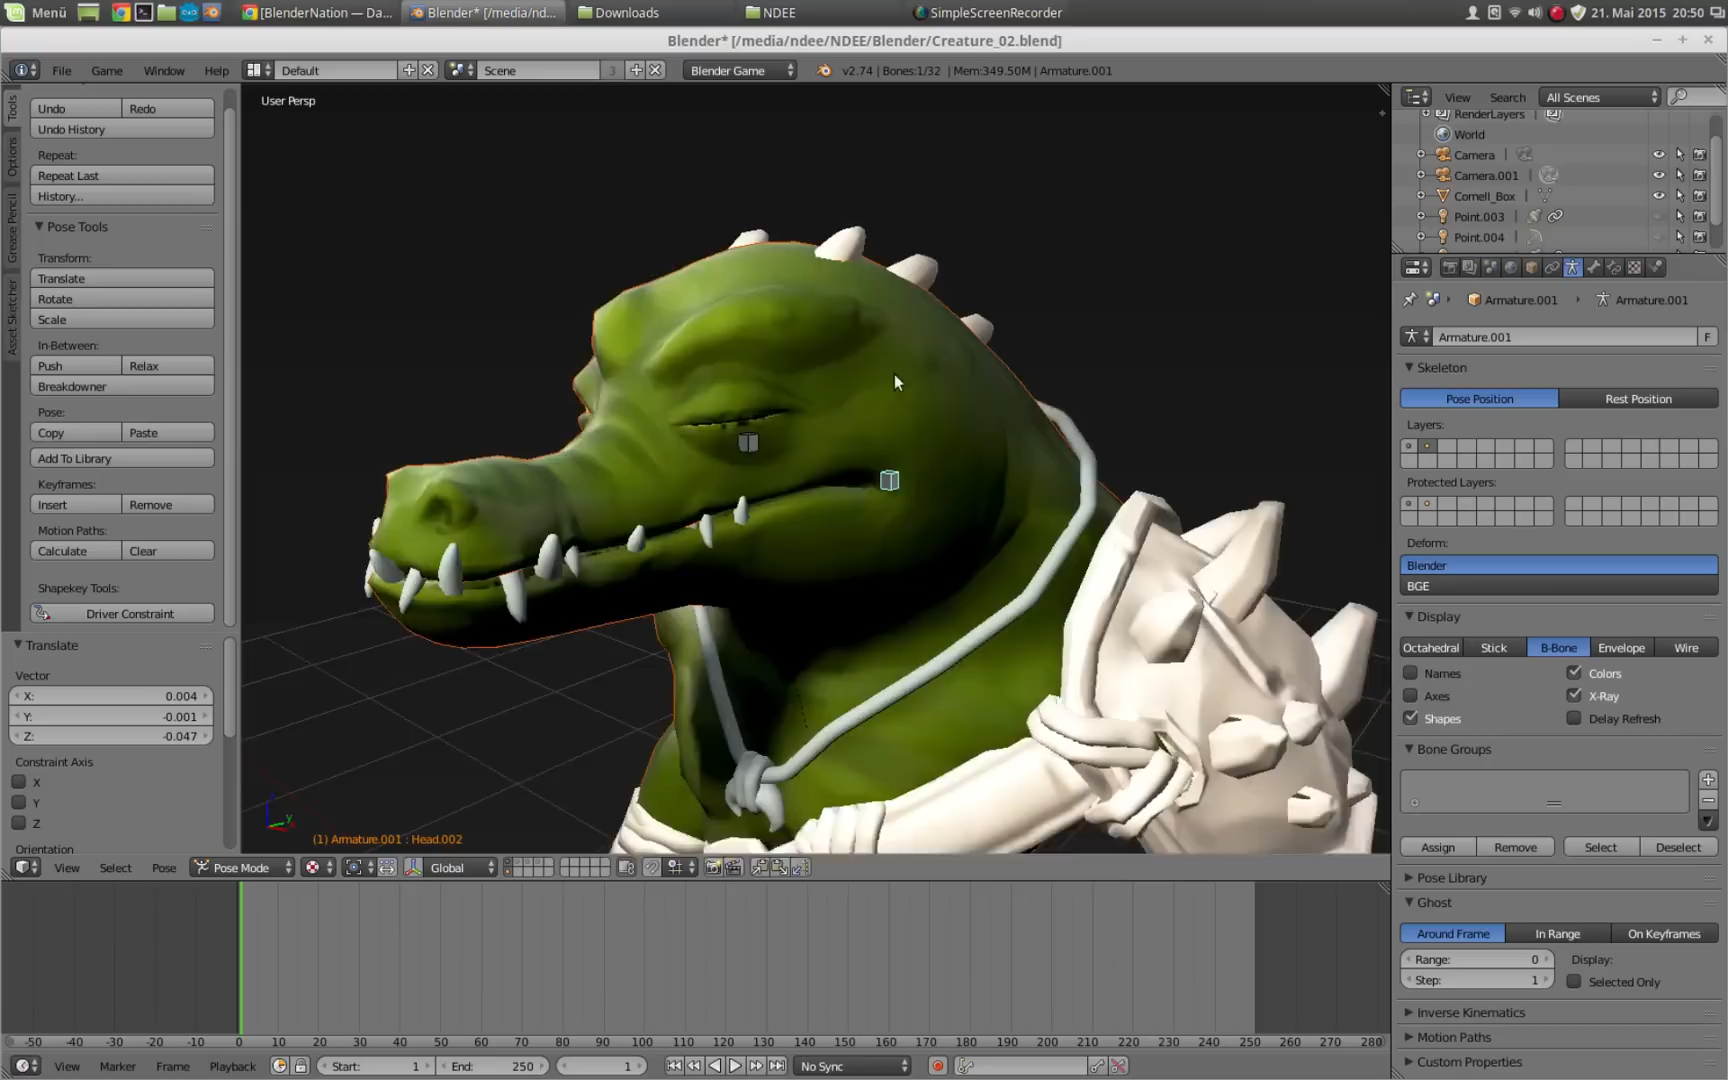 Menü [BlenderNation — Da... Blender* [/media/nd... Downloads NDEE SimpleScreenRecorder 21. Mai 2015 20:50
Blender* [/media/ndee/NDEE/Blender/Creature_02.blend]
File Game Window Help Default Scene 3 Blender Game v2.74 | Bones:1/32 | Mem:349.50M | Armature.001
Tools
Options
Grease Pencil
Asset Sketcher
Undo Redo
Undo History
Repeat:
Repeat Last
History...
Pose Tools
Transform:
Translate
Rotate
Scale
In-Between:
Push Relax
Breakdowner
Pose:
Copy Paste
Add To Library
Keyframes:
Insert Remove
Motion Paths:
Calculate Clear
Shapekey Tools:
Driver Constraint
Translate
Vector
X: 0.004
Y: -0.001
Z: -0.047
Constraint Axis
X
Y
Z
Orientation
User Persp
y
(1) Armature.001 : Head.002
View Select Pose Pose Mode Global
View Search All Scenes
RenderLayers |
World
Camera |
Camera.001 |
Cornell_Box |
Point.003 |
Point.004 |
Armature.001 Armature.001
Armature.001 F
Skeleton
Pose Position Rest Position
Layers:
Protected Layers:
Deform:
Blender
BGE
Display
Octahedral Stick B-Bone Envelope Wire
Names Colors
Axes X-Ray
Shapes Delay Refresh
Bone Groups
Assign Remove Select Deselect
Pose Library
Ghost
Around Frame In Range On Keyframes
Range: 0 Display:
Step: 1 Selected Only
Inverse Kinematics
Motion Paths
Custom Properties
-50 -40 -30 -20 -10 0 10 20 30 40 50 60 70 80 90 100 110 120 130 140 150 160 170 180 190 200 210 220 230 240 250 260 270 280
View Marker Frame Playback Start: 1 End: 250 1 No Sync